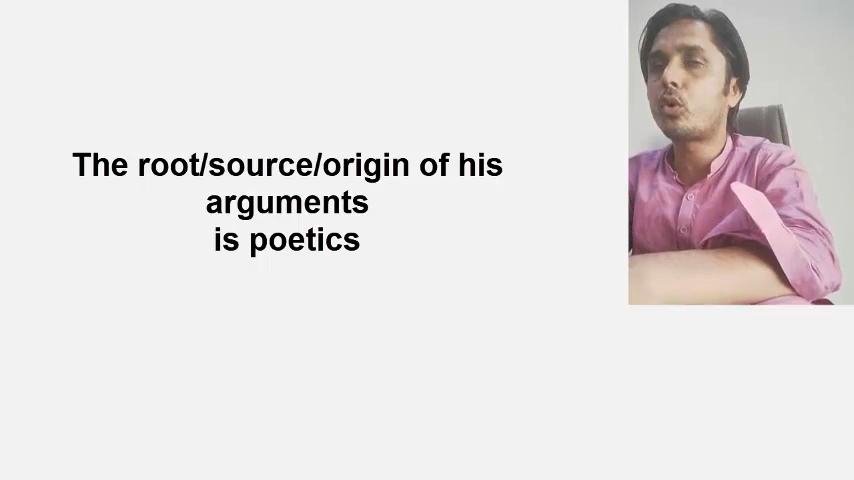 The root/source/origin of his
arguments
is poetics